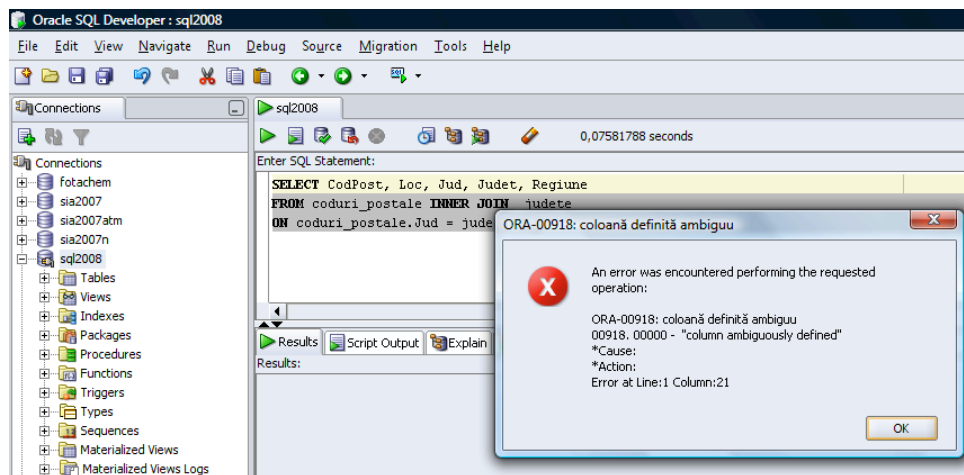 Oracle SQL Developer : sql2008
File Edit View Navigate Run Debug Source Migration Tools Help
Connections
sql2008
0,07581788 seconds
Connections
fotachem
sia2007
sia2007atm
sia2007n
sql2008
Tables
Views
Indexes
Packages
Procedures
Functions
Triggers
Types
Sequences
Materialized Views
Materialized Views Logs
Enter SQL Statement:
SELECT CodPost, Loc, Jud, Judet, Regiune
FROM coduri_postale INNER JOIN judete
ON coduri_postale.Jud = jude
Results Script Output Explain
Results:
ORA-00918: coloană definită ambiguu
An error was encountered performing the requested
operation:
ORA-00918: coloană definită ambiguu
00918. 00000 - "column ambiguously defined"
*Cause:
*Action:
Error at Line:1 Column:21
OK